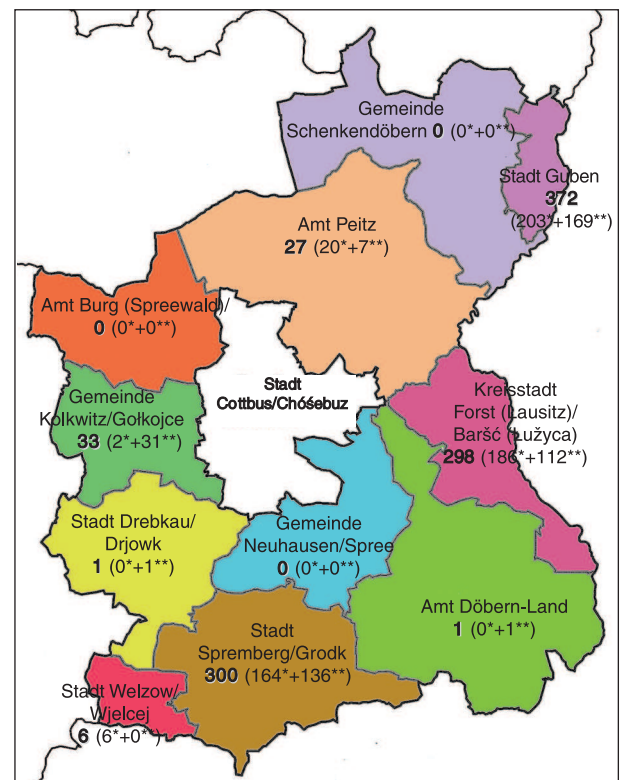 Gemeinde
Schenkendöbern 0 (0*+0**)
Stadt Guben
372
(203*+169**)
Amt Peitz
27 (20*+7**)
Amt Burg (Spreewald)/
0 (0*+0**)
Stadt
Cottbus/Chóśebuz
Gemeinde
Kolkwitz/Gołkojce
33 (2*+31**)
Kreisstadt
Forst (Lausitz)/
Baršć (Łužyca)
298 (186*+112**)
Stadt Drebkau/
Drjowk
1 (0*+1**)
Gemeinde
Neuhausen/Spree
0 (0*+0**)
Amt Döbern-Land
1 (0*+1**)
Stadt
Spremberg/Grodk
300 (164*+136**)
Stadt Welzow/
Wjelcej
6 (6*+0**)